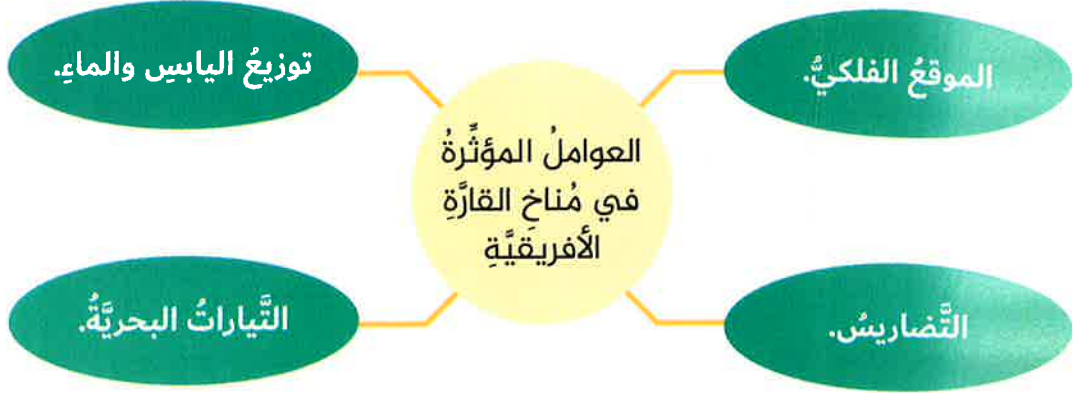 الموقعُ الفلكيُّ.
توزيعُ اليابسِ والماءِ.
العواملُ المؤثِّرةُ
في مُناخِ القارَّةِ
الأفريقيَّةِ
التَّضاريسُ.
التَّياراتُ البحريَّةُ.